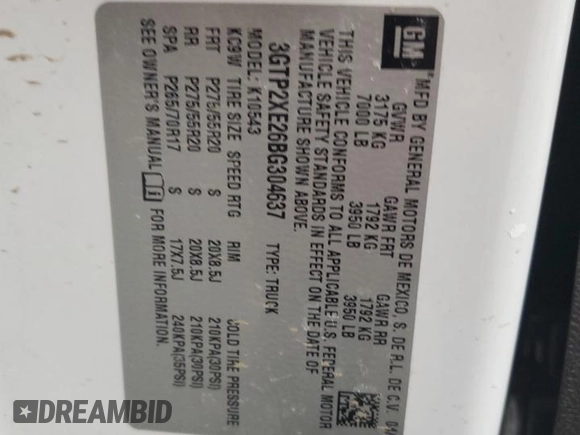 GM
MFD BY GENERAL MOTORS DE MEXICO, S. DE R.L. DE C.V. 04/
GVWR GAWR FRT GAWR RR
3175 KG 1792 KG 1792 KG
7000 LB 3950 LB 3950 LB
THIS VEHICLE CONFORMS TO ALL APPLICABLE U.S. FEDERAL MOTOR
VEHICLE SAFETY STANDARDS IN EFFECT ON THE DATE OF
MANUFACTURE SHOWN ABOVE.
3GTP2XE26BG304637 TYPE: TRUCK
MODEL: K10543
KC9W TIRE SIZE SPEED RTG RIM COLD TIRE PRESSURE
FRT P275/55R20 S 20X8.5J 210KPA(30PSI)
RR P275/55R20 S 20X8.5J 210KPA(30PSI)
SPA P265/70R17 S 17X7.5J 240KPA(35PSI)
SEE OWNER'S MANUAL FOR MORE INFORMATION.
DREAMBID